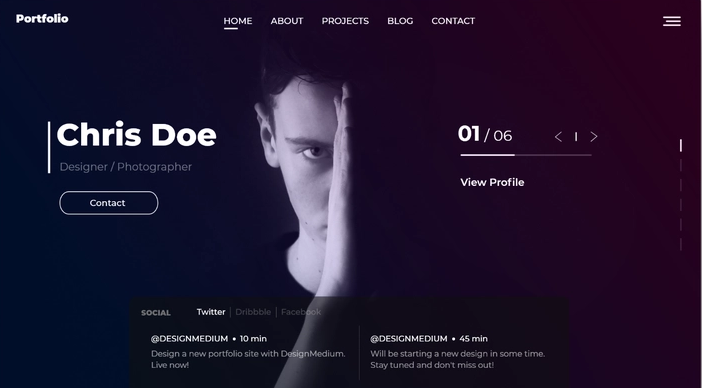 Portfolio
HOME ABOUT PROJECTS BLOG CONTACT
Chris Doe
Designer / Photographer
Contact
01 / 06
View Profile
SOCIAL Twitter Dribbble Facebook
@DESIGNMEDIUM • 10 min
Design a new portfolio site with DesignMedium.
Live now!
@DESIGNMEDIUM • 45 min
Will be starting a new design in some time.
Stay tuned and don't miss out!